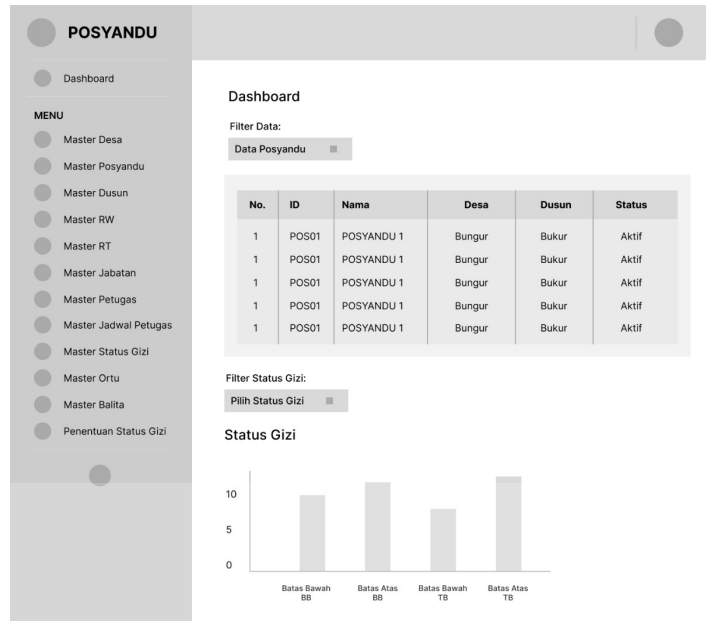 POSYANDU
Dashboard
MENU
Master Desa
Master Posyandu
Master Dusun
Master RW
Master RT
Master Jabatan
Master Petugas
Master Jadwal Petugas
Master Status Gizi
Master Ortu
Master Balita
Penentuan Status Gizi
Dashboard
Filter Data:
Data Posyandu
No. ID Nama Desa Dusun Status
1 POS01 POSYANDU 1 Bungur Bukur Aktif
1 POS01 POSYANDU 1 Bungur Bukur Aktif
1 POS01 POSYANDU 1 Bungur Bukur Aktif
1 POS01 POSYANDU 1 Bungur Bukur Aktif
1 POS01 POSYANDU 1 Bungur Bukur Aktif
Filter Status Gizi:
Pilih Status Gizi
Status Gizi
10
5
0
Batas Bawah Batas Atas Batas Bawah Batas Atas
BB BB TB TB